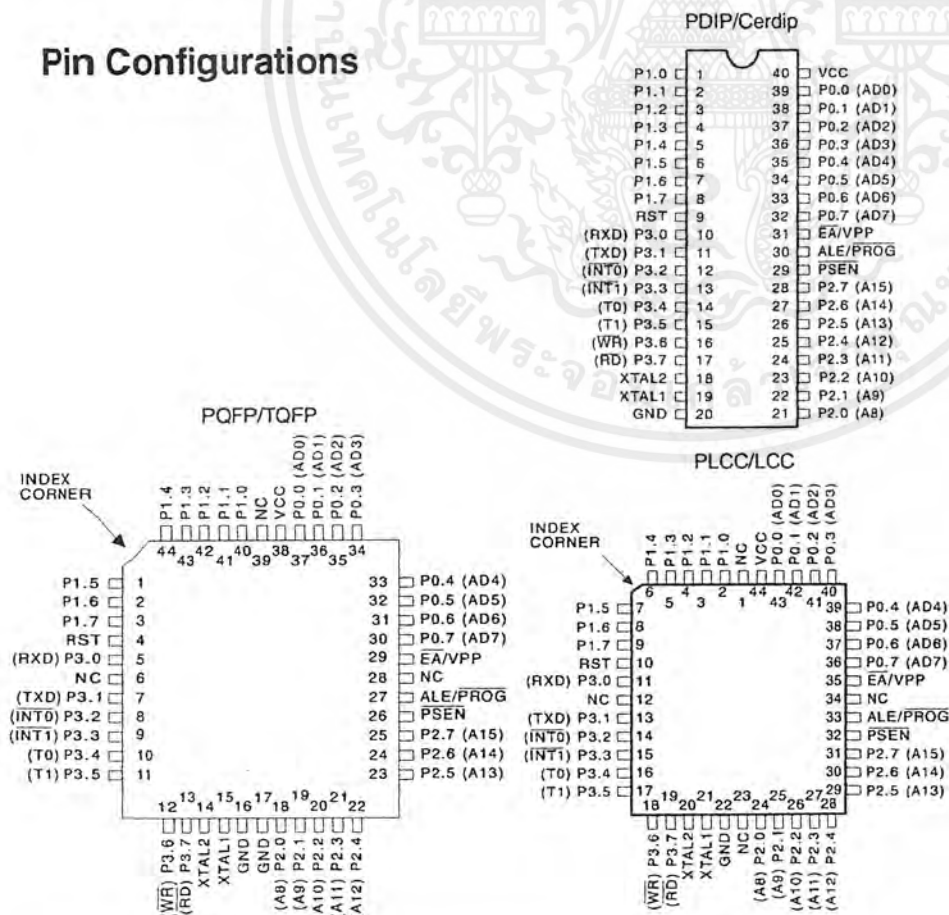 Pin Configurations
PDIP/Cerdip
P1.0 1 40 VCC
P1.1 2 39 P0.0 (AD0)
P1.2 3 38 P0.1 (AD1)
P1.3 4 37 P0.2 (AD2)
P1.4 5 36 P0.3 (AD3)
P1.5 6 35 P0.4 (AD4)
P1.6 7 34 P0.5 (AD5)
P1.7 8 33 P0.6 (AD6)
RST 9 32 P0.7 (AD7)
(RXD) P3.0 10 31 E̅A̅/VPP
(TXD) P3.1 11 30 ALE/P̅R̅O̅G̅
(I̅N̅T̅0̅) P3.2 12 29 P̅S̅E̅N̅
(I̅N̅T̅1̅) P3.3 13 28 P2.7 (A15)
(T0) P3.4 14 27 P2.6 (A14)
(T1) P3.5 15 26 P2.5 (A13)
(W̅R̅) P3.6 16 25 P2.4 (A12)
(R̅D̅) P3.7 17 24 P2.3 (A11)
XTAL2 18 23 P2.2 (A10)
XTAL1 19 22 P2.1 (A9)
GND 20 21 P2.0 (A8)
PQFP/TQFP
INDEX
CORNER
P1.4 P1.3 P1.2 P1.1 P1.0 NC VCC P0.0 (AD0) P0.1 (AD1) P0.2 (AD2) P0.3 (AD3)
44 43 42 41 40 39 38 37 36 35 34
P1.5 1 33 P0.4 (AD4)
P1.6 2 32 P0.5 (AD5)
P1.7 3 31 P0.6 (AD6)
RST 4 30 P0.7 (AD7)
(RXD) P3.0 5 29 E̅A̅/VPP
NC 6 28 NC
(TXD) P3.1 7 27 ALE/P̅R̅O̅G̅
(I̅N̅T̅0̅) P3.2 8 26 P̅S̅E̅N̅
(I̅N̅T̅1̅) P3.3 9 25 P2.7 (A15)
(T0) P3.4 10 24 P2.6 (A14)
(T1) P3.5 11 23 P2.5 (A13)
12 13 14 15 16 17 18 19 20 21 22
(W̅R̅) P3.6 (R̅D̅) P3.7 XTAL2 XTAL1 GND GND (A8) P2.0 (A9) P2.1 (A10) P2.2 (A11) P2.3 (A12) P2.4
PLCC/LCC
INDEX
CORNER
P1.4 P1.3 P1.2 P1.1 P1.0 NC VCC P0.0 (AD0) P0.1 (AD1) P0.2 (AD2) P0.3 (AD3)
6 5 4 3 2 1 44 43 42 41 40
P1.5 7 39 P0.4 (AD4)
P1.6 8 38 P0.5 (AD5)
P1.7 9 37 P0.6 (AD6)
RST 10 36 P0.7 (AD7)
(RXD) P3.0 11 35 E̅A̅/VPP
NC 12 34 NC
(TXD) P3.1 13 33 ALE/P̅R̅O̅G̅
(I̅N̅T̅0̅) P3.2 14 32 P̅S̅E̅N̅
(I̅N̅T̅1̅) P3.3 15 31 P2.7 (A15)
(T0) P3.4 16 30 P2.6 (A14)
(T1) P3.5 17 29 P2.5 (A13)
18 19 20 21 22 23 24 25 26 27 28
(W̅R̅) P3.6 (R̅D̅) P3.7 XTAL2 XTAL1 GND NC (A8) P2.0 (A9) P2.1 (A10) P2.2 (A11) P2.3 (A12) P2.4